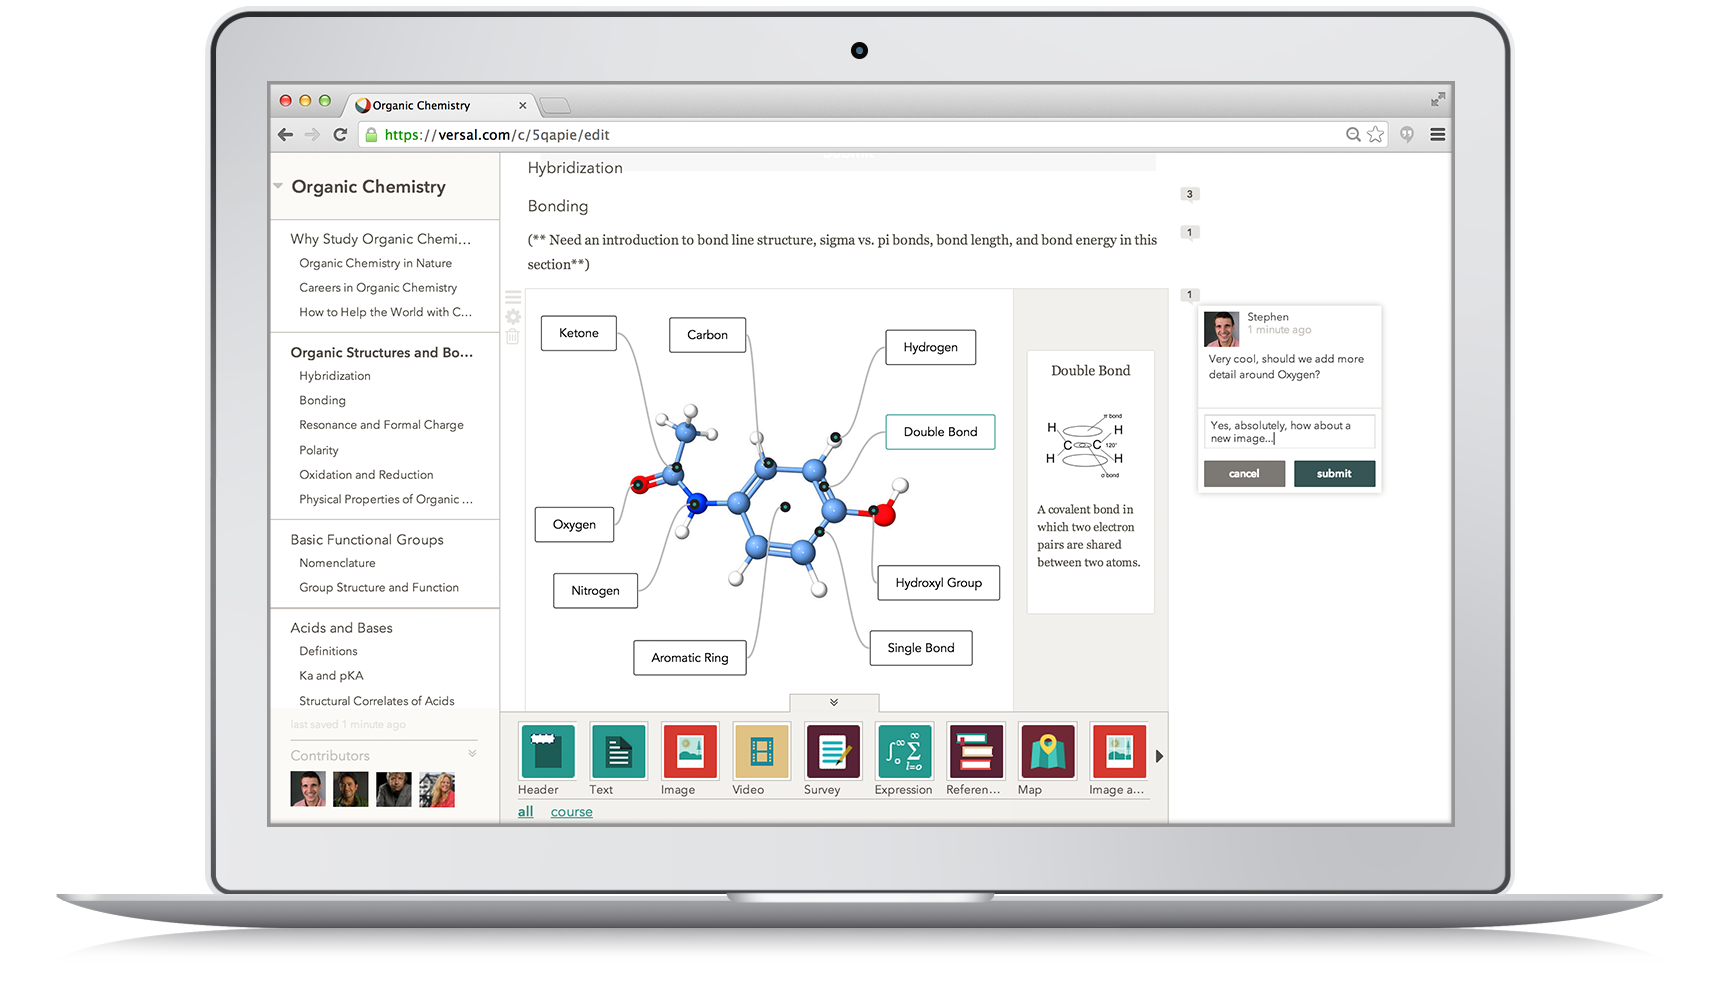 Organic Chemistry
https://versal.com/c/5qapie/edit
Organic Chemistry
Why Study Organic Chemi...
Organic Chemistry in Nature
Careers in Organic Chemistry
How to Help the World with C...
Organic Structures and Bo...
Hybridization
Bonding
Resonance and Formal Charge
Polarity
Oxidation and Reduction
Physical Properties of Organic ...
Basic Functional Groups
Nomenclature
Group Structure and Function
Acids and Bases
Definitions
Ka and pKA
Structural Correlates of Acids
last saved 1 minute ago
Contributors
Hybridization
Bonding
(** Need an introduction to bond line structure, sigma vs. pi bonds, bond length, and bond energy in this
section**)
Ketone
Carbon
Hydrogen
Double Bond
Oxygen
Nitrogen
Hydroxyl Group
Aromatic Ring
Single Bond
Double Bond
π bond
H H
C C 120°
H H
σ bond
A covalent bond in
which two electron
pairs are shared
between two atoms.
3
1
1
Stephen
1 minute ago
Very cool, should we add more
detail around Oxygen?
Yes, absolutely, how about a
new image...
cancel submit
∫∞o ∞Σi=o
Header Text Image Video Survey Expression Referen... Map Image a...
all course